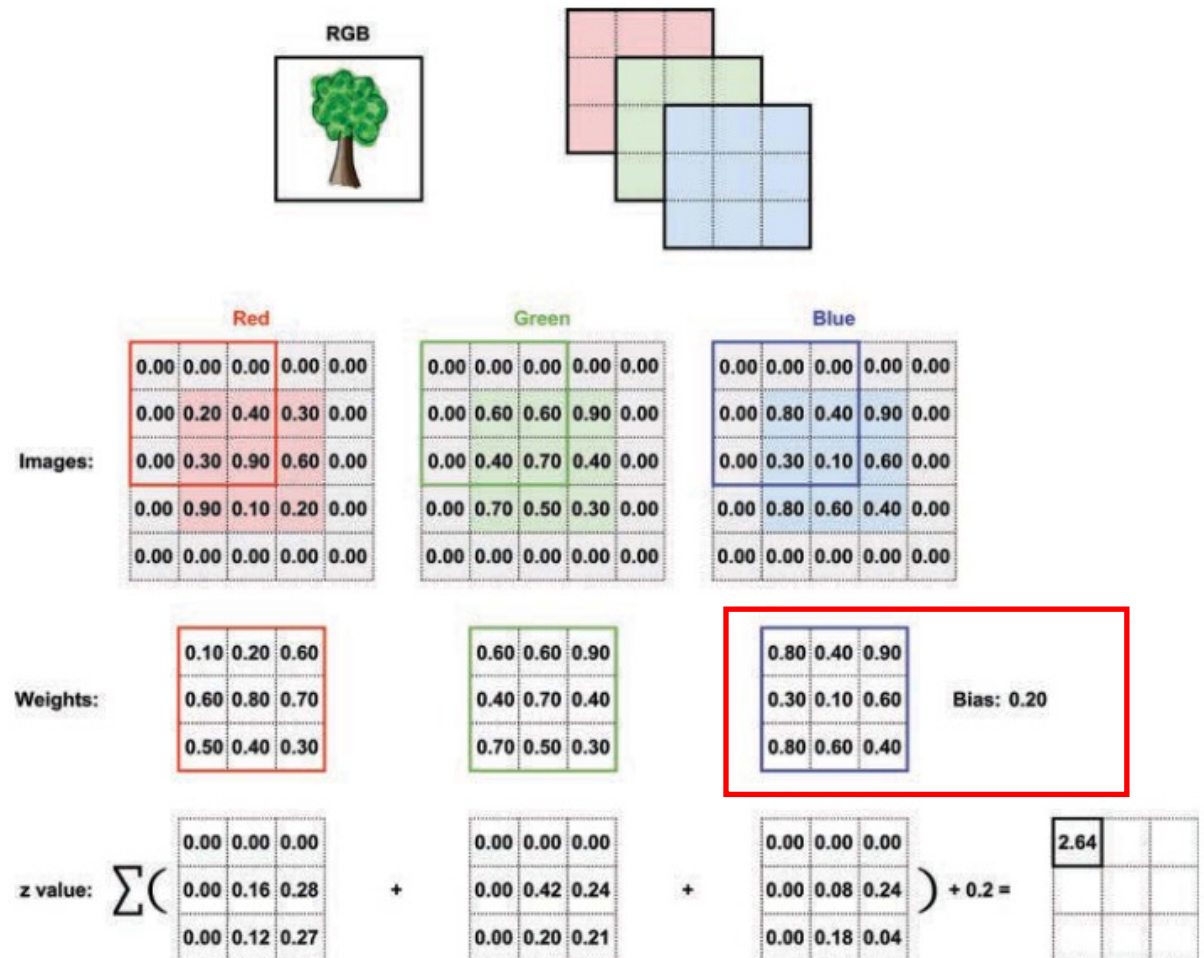 RGB
Red Green Blue
0.00 0.00 0.00 0.00 0.00 0.00 0.00 0.00 0.00 0.00 0.00 0.00 0.00 0.00 0.00
0.00 0.20 0.40 0.30 0.00 0.00 0.60 0.60 0.90 0.00 0.00 0.80 0.40 0.90 0.00
Images: 0.00 0.30 0.90 0.60 0.00 0.00 0.40 0.70 0.40 0.00 0.00 0.30 0.10 0.60 0.00
0.00 0.90 0.10 0.20 0.00 0.00 0.70 0.50 0.30 0.00 0.00 0.80 0.60 0.40 0.00
0.00 0.00 0.00 0.00 0.00 0.00 0.00 0.00 0.00 0.00 0.00 0.00 0.00 0.00 0.00
0.10 0.20 0.60 0.60 0.60 0.90 0.80 0.40 0.90
Weights: 0.60 0.80 0.70 0.40 0.70 0.40 0.30 0.10 0.60 Bias: 0.20
0.50 0.40 0.30 0.70 0.50 0.30 0.80 0.60 0.40
0.00 0.00 0.00 0.00 0.00 0.00 0.00 0.00 0.00 2.64
z value: ∑( 0.00 0.16 0.28 + 0.00 0.42 0.24 + 0.00 0.08 0.24 ) + 0.2 =
0.00 0.12 0.27 0.00 0.20 0.21 0.00 0.18 0.04